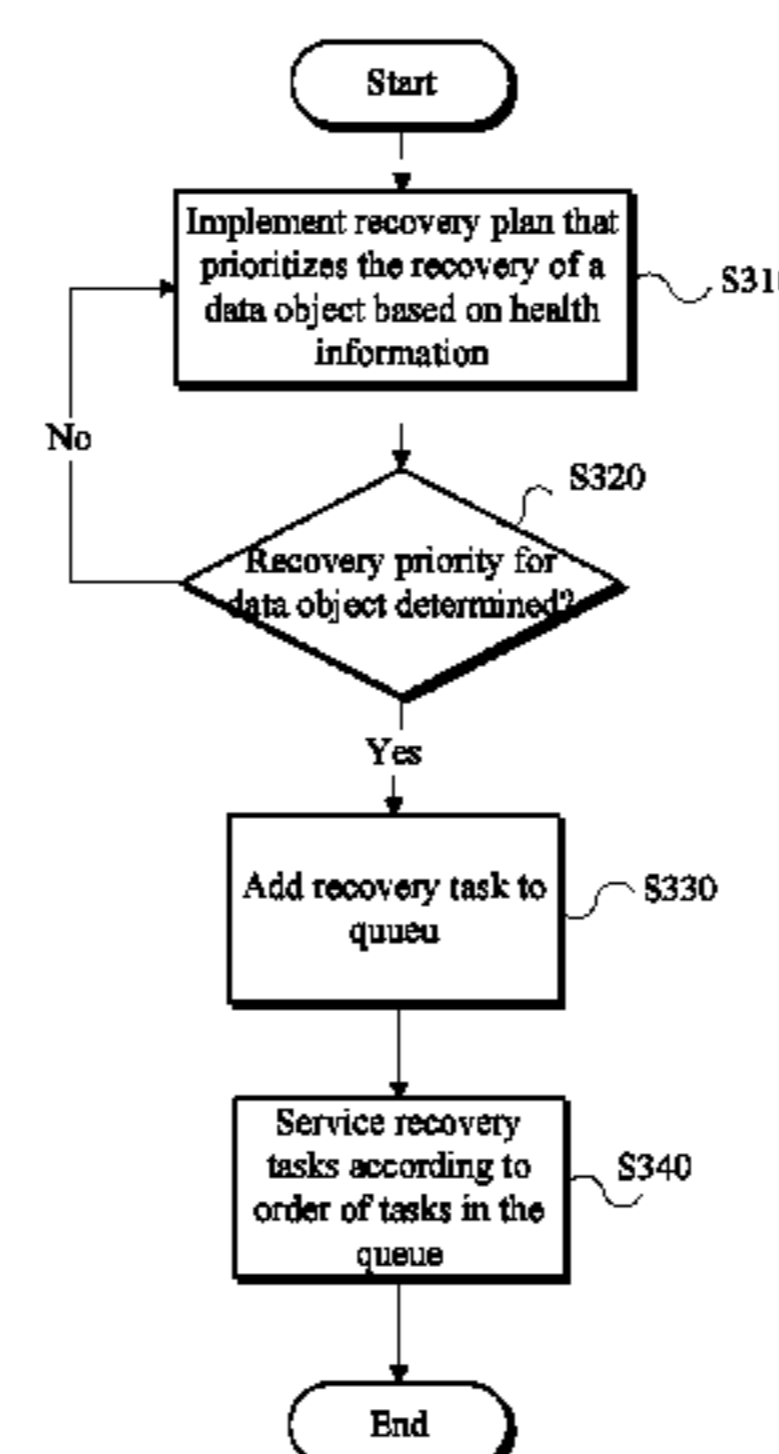 Start
Implement recovery plan that
prioritizes the recovery of a
data object based on health
information
S310
No
S320
Recovery priority for
data object determined?
Yes
Add recovery task to
quueu
S330
Service recovery
tasks according to
order of tasks in the
queue
S340
End